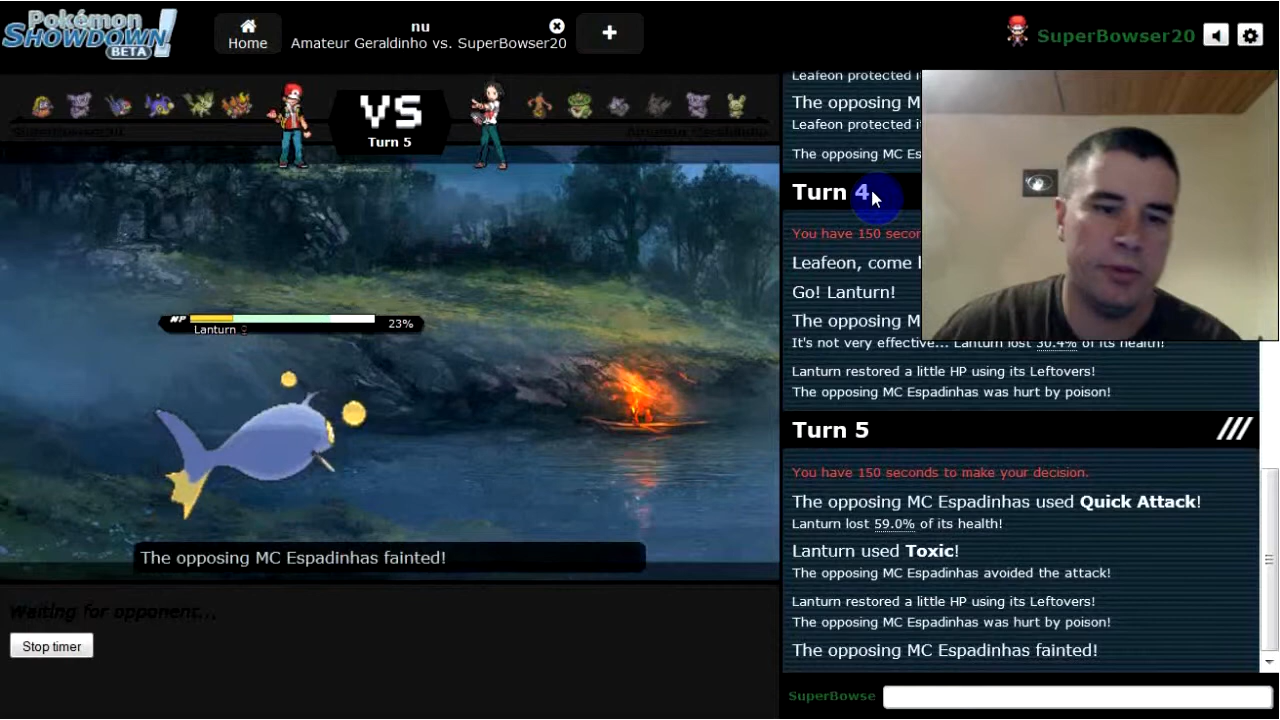 Pokémon
SHOWDOWN!
BETA
Home
nu
Amateur Geraldinho vs. SuperBowser20
SuperBowser20
VS
Turn 5
Lanturn
23%
The opposing MC Espadinhas fainted!
Waiting for opponent...
Stop timer
Leafeon protected i
The opposing M
Leafeon protected i
The opposing MC Es
Turn 4
You have 150 secon
Leafeon, come
Go! Lanturn!
The opposing M
It's not very effective... Lanturn lost 30.4% of its health!
Lanturn restored a little HP using its Leftovers!
The opposing MC Espadinhas was hurt by poison!
Turn 5
You have 150 seconds to make your decision.
The opposing MC Espadinhas used Quick Attack!
Lanturn lost 59.0% of its health!
Lanturn used Toxic!
The opposing MC Espadinhas avoided the attack!
Lanturn restored a little HP using its Leftovers!
The opposing MC Espadinhas was hurt by poison!
The opposing MC Espadinhas fainted!
SuperBowse